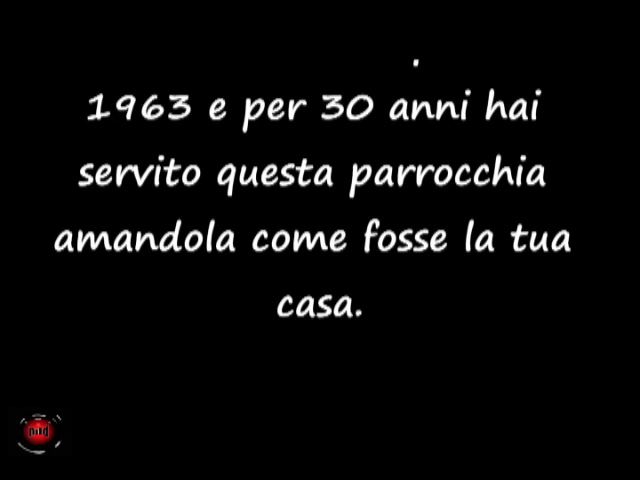 1963 e per 30 anni hai
servito questa parrocchia
amandola come fosse la tua
casa.